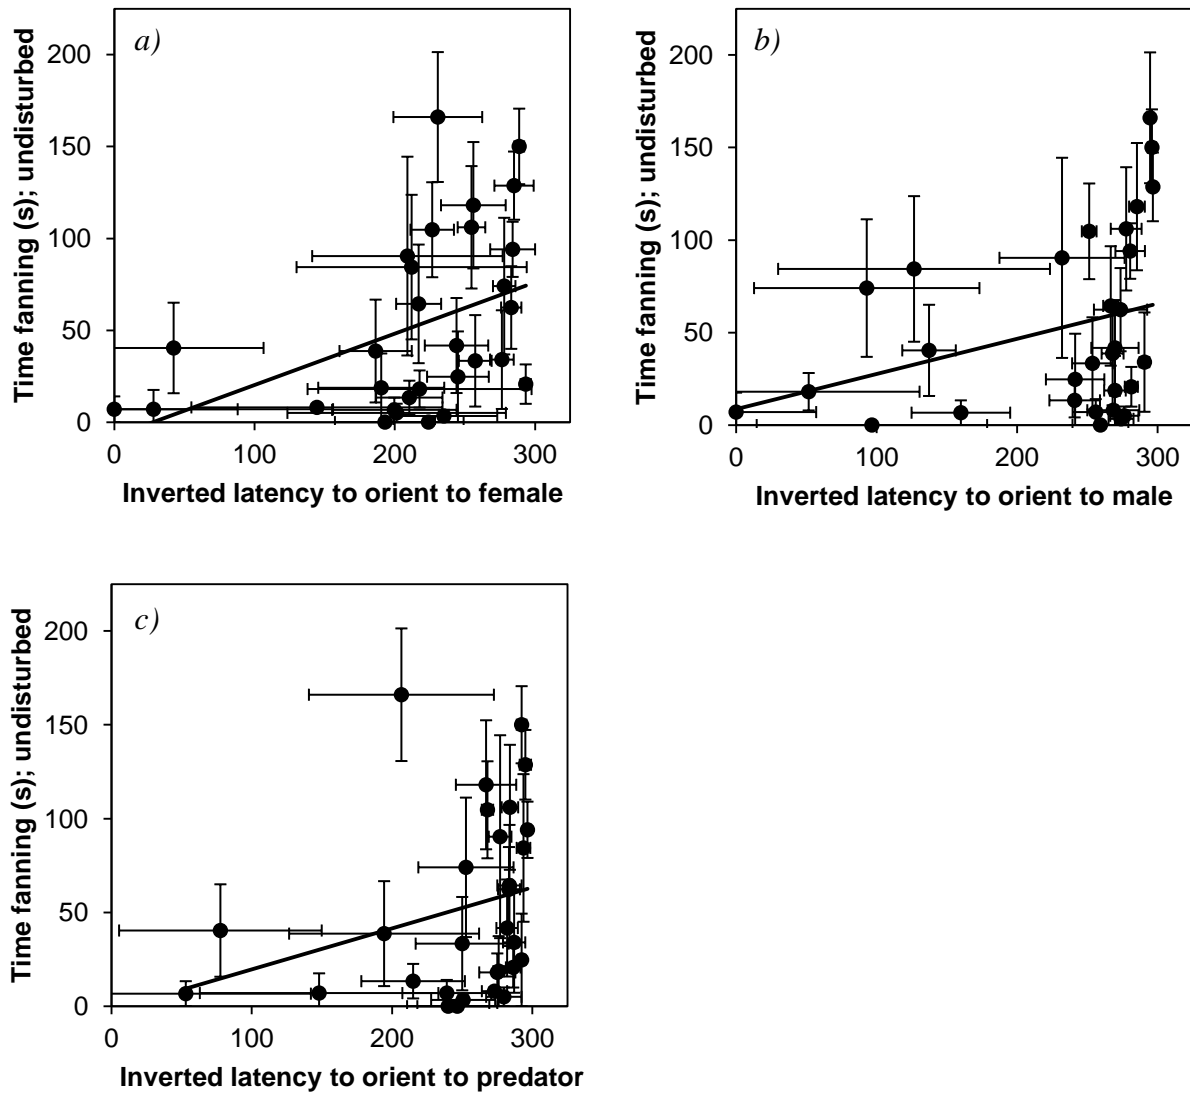 a)
Time fanning (s); undisturbed
200
150
100
50
0
0 100 200 300
Inverted latency to orient to female
b)
Time fanning (s); undisturbed
200
150
100
50
0
0 100 200 300
Inverted latency to orient to male
c)
Time fanning (s); undisturbed
200
150
100
50
0
0 100 200 300
Inverted latency to orient to predator